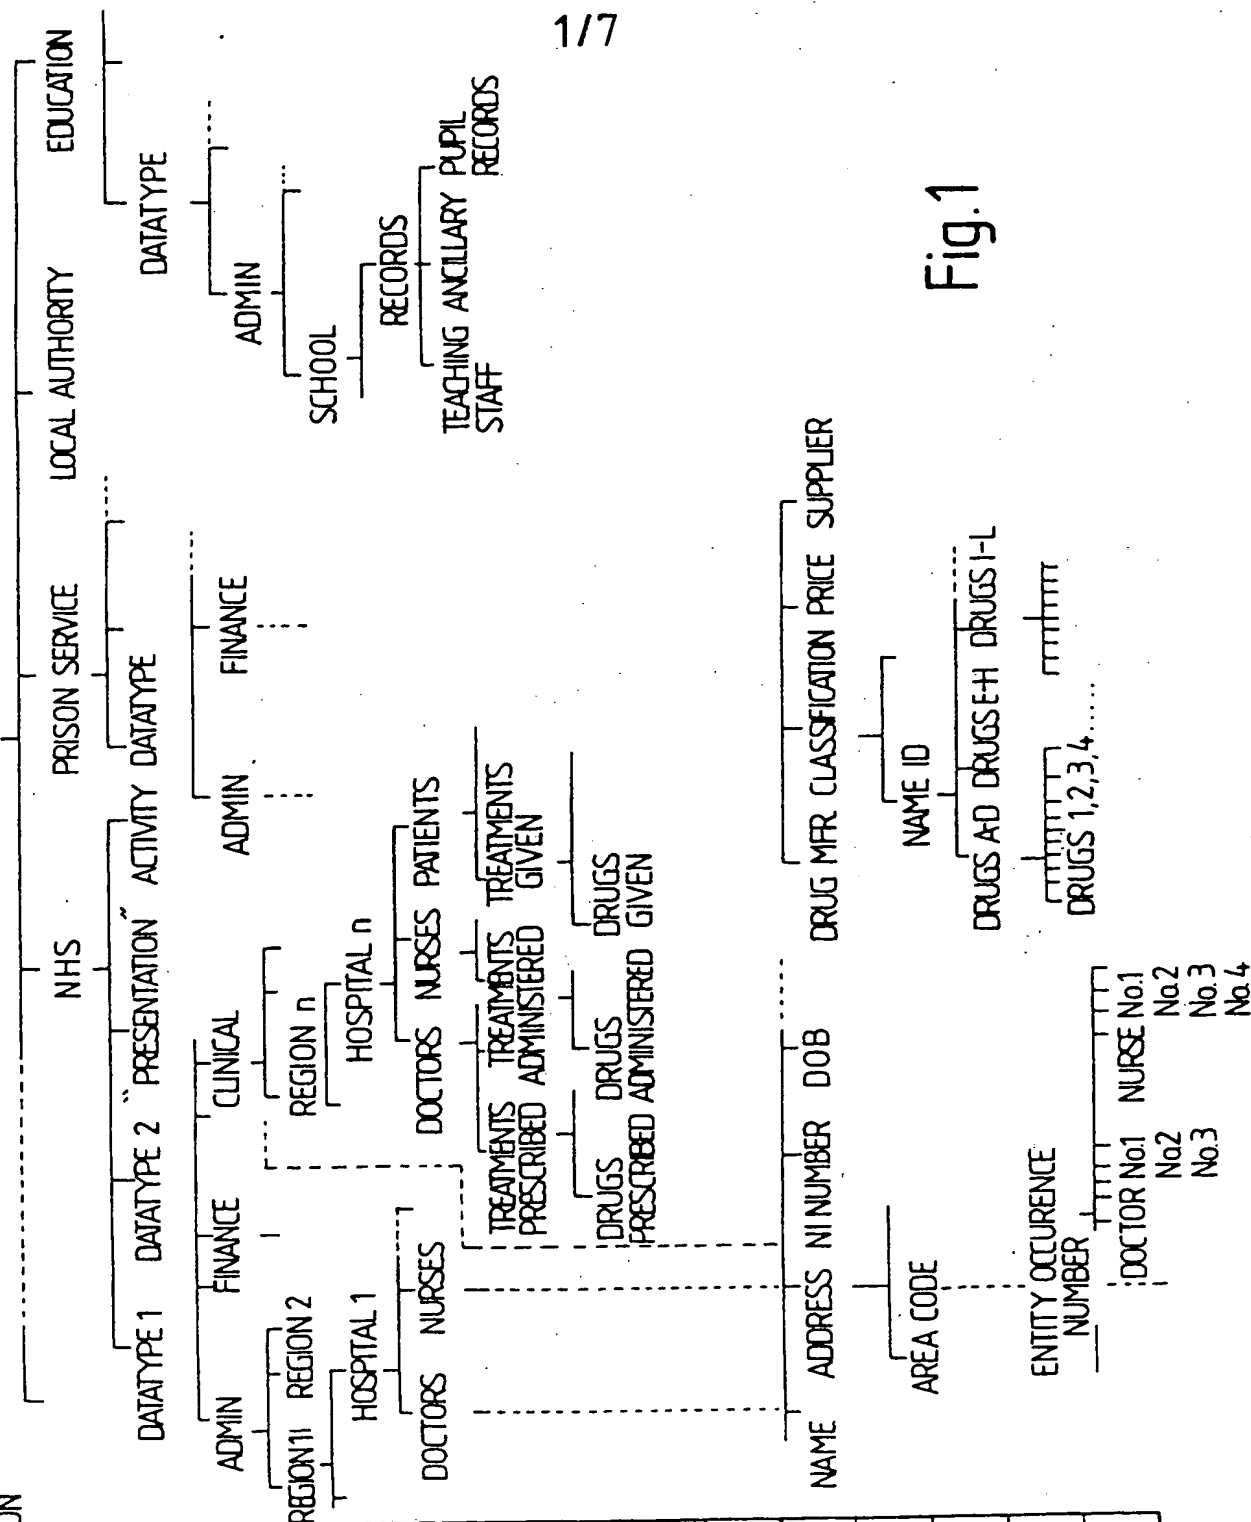 1/7
NHS PRISON SERVICE LOCAL AUTHORITY EDUCATION
DATATYPE 1 DATATYPE 2 "PRESENTATION" ACTIVITY DATATYPE
DATATYPE
ADMIN FINANCE CLINICAL
ADMIN FINANCE
ADMIN
REGION 1 REGION 2
REGION n
SCHOOL
HOSPITAL 1
HOSPITAL n
RECORDS
DOCTORS NURSES
DOCTORS NURSES PATIENTS
TEACHING ANCILLARY PUPIL
STAFF RECORDS
TREATMENTS TREATMENTS TREATMENTS
PRESCRIBED ADMINISTERED GIVEN
DRUGS DRUGS DRUGS
PRESCRIBED ADMINISTERED GIVEN
NAME ADDRESS NI NUMBER DOB
DRUG MFR. CLASSIFICATION PRICE SUPPLIER
AREA CODE
NAME ID
DRUGS A-D DRUGS E-H DRUGS I-L
ENTITY OCCURENCE
NUMBER
DRUGS 1,2,3,4.....
DOCTOR No.1 NURSE No.1
No2 No2
No.3 No.3
No.4
Fig.1